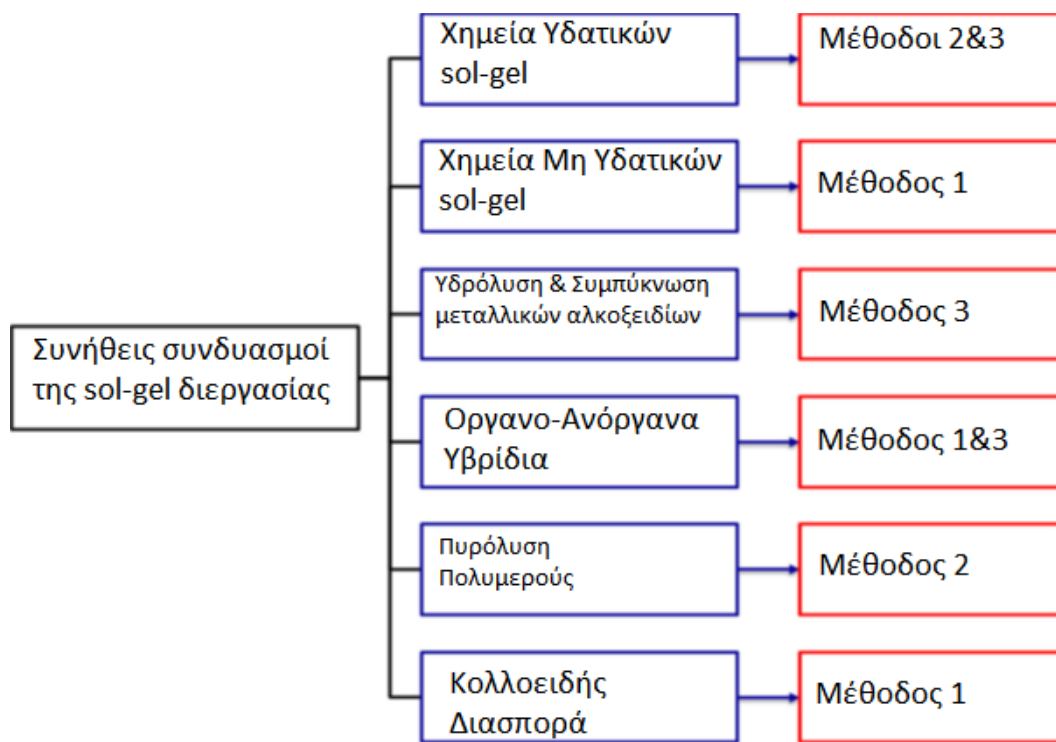 Χημεία Υδατικών
sol-gel
Μέθοδοι 2&3
Χημεία Μη Υδατικών
sol-gel
Μέθοδος 1
Υδρόλυση & Συμπύκνωση
μεταλλικών αλκοξειδίων
Μέθοδος 3
Συνήθεις συνδυασμοί
της sol-gel διεργασίας
Οργανο-Ανόργανα
Υβρίδια
Μέθοδος 1&3
Πυρόλυση
Πολυμερούς
Μέθοδος 2
Κολλοειδής
Διασπορά
Μέθοδος 1